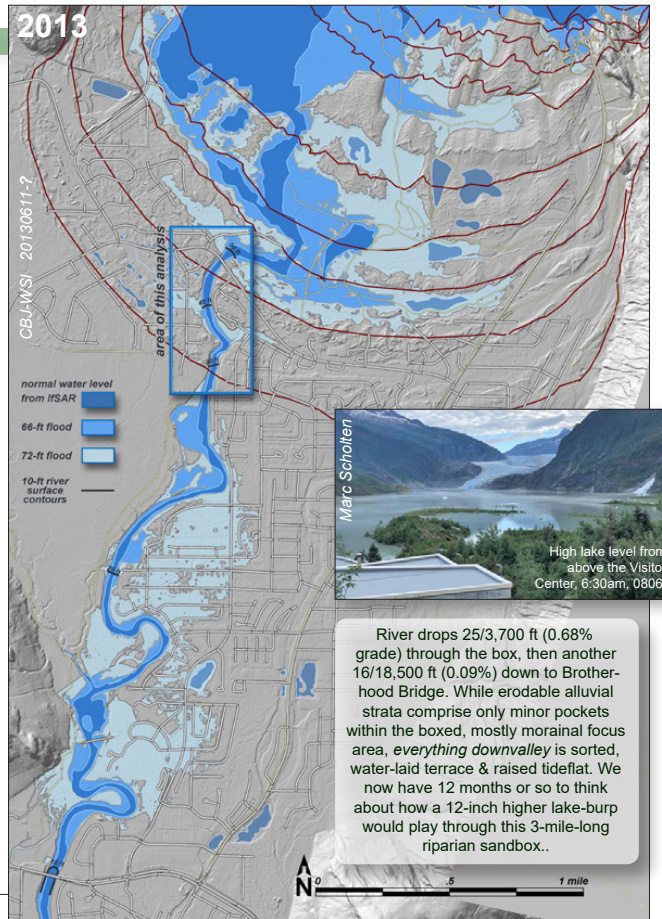 2013
CBJ-WSI 20130611-?
area of this analysis
normal water level
from IfSAR
66-ft flood
72-ft flood
10-ft river
surface
contours
Marc Scholten
High lake level from
above the Visito
Center, 6:30am, 0806
River drops 25/3,700 ft (0.68%
grade) through the box, then another
16/18,500 ft (0.09%) down to Brother-
hood Bridge. While erodable alluvial
strata comprise only minor pockets
within the boxed, mostly morainal focus
area, everything downvalley is sorted,
water-laid terrace & raised tideflat. We
now have 12 months or so to think
about how a 12-inch higher lake-burp
would play through this 3-mile-long
riparian sandbox..
N
0 .5 1 mile